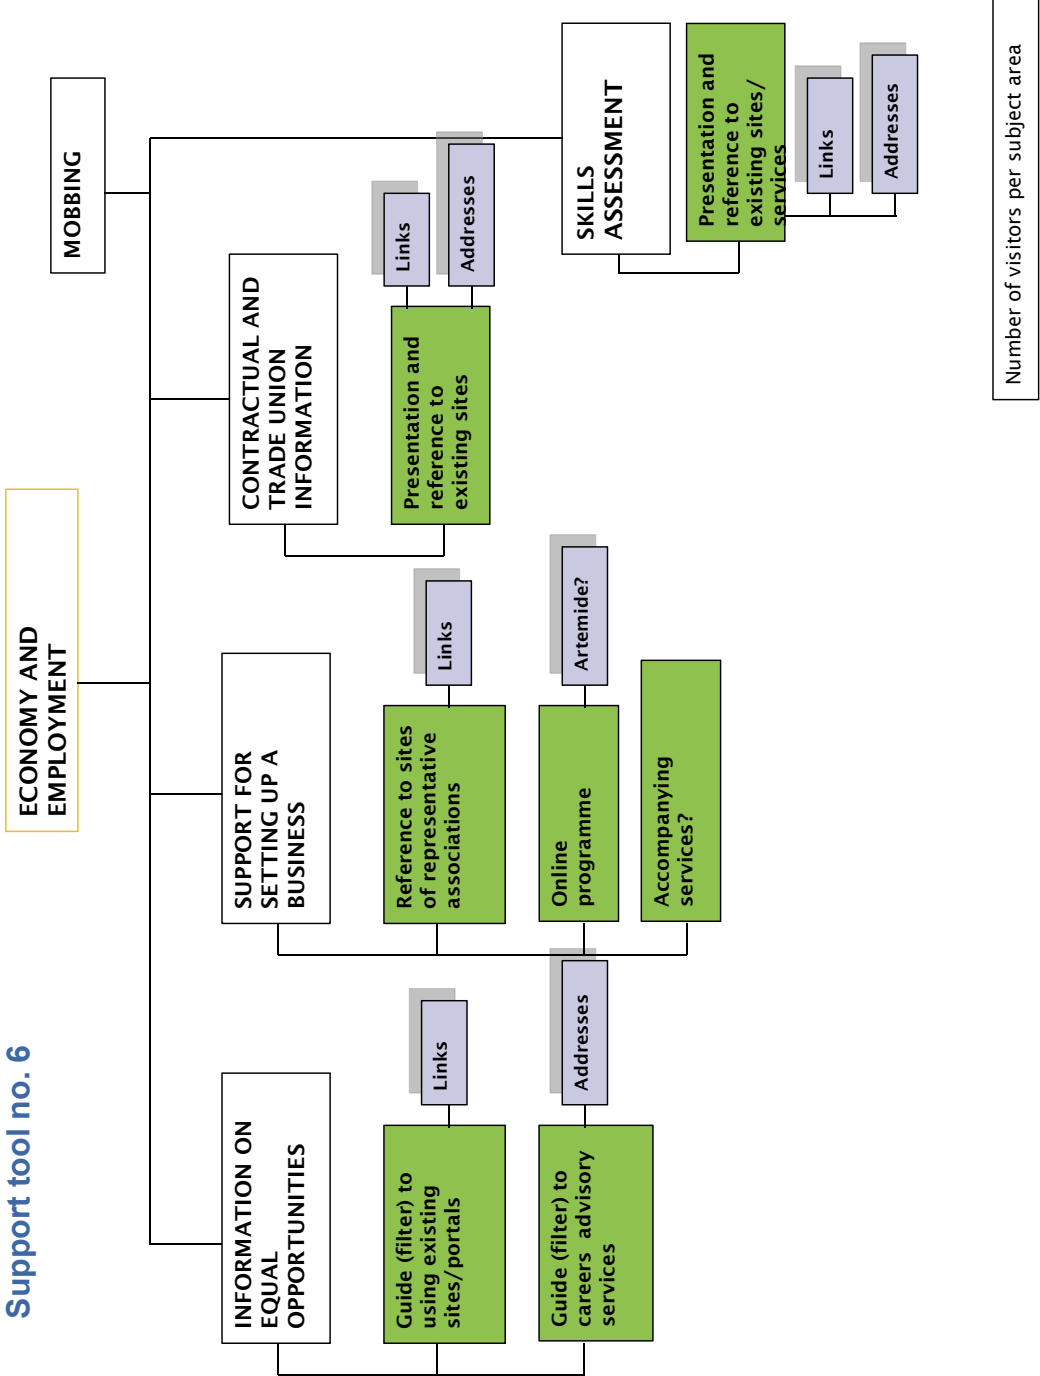 Support tool no. 6
ECONOMY AND
EMPLOYMENT
MOBBING
INFORMATION ON
EQUAL
OPPORTUNITIES
Guide (filter) to
using existing
sites/portals
Links
Guide (filter) to
careers advisory
services
Addresses
SUPPORT FOR
SETTING UP A
BUSINESS
Reference to sites
of representative
associations
Links
Online
programme
Artemide?
Accompanying
services?
CONTRACTUAL AND
TRADE UNION
INFORMATION
Presentation and
reference to
existing sites
Links
Addresses
SKILLS
ASSESSMENT
Presentation and
reference to
existing sites/
services
Links
Addresses
Number of visitors per subject area